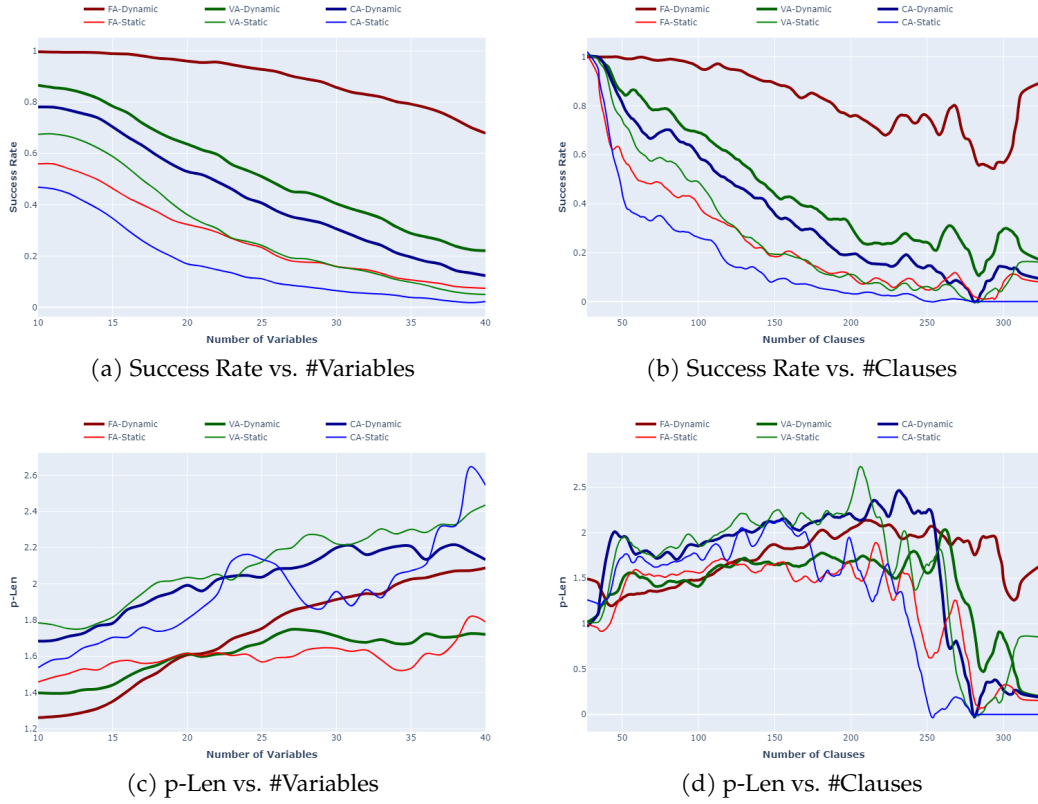 FA-Dynamic VA-Dynamic CA-Dynamic
FA-Static VA-Static CA-Static
1
0.8
0.6
0.4
0.2
0
Success Rate
10 15 20 25 30 35 40
Number of Variables
(a) Success Rate vs. #Variables
FA-Dynamic VA-Dynamic CA-Dynamic
FA-Static VA-Static CA-Static
1
0.8
0.6
0.4
0.2
0
Success Rate
50 100 150 200 250 300
Number of Clauses
(b) Success Rate vs. #Clauses
FA-Dynamic VA-Dynamic CA-Dynamic
FA-Static VA-Static CA-Static
2.6
2.4
2.2
2
1.8
1.6
1.4
1.2
p-Len
10 15 20 25 30 35 40
Number of Variables
(c) p-Len vs. #Variables
FA-Dynamic VA-Dynamic CA-Dynamic
FA-Static VA-Static CA-Static
2.5
2
1.5
1
0.5
0
p-Len
50 100 150 200 250 300
Number of Clauses
(d) p-Len vs. #Clauses